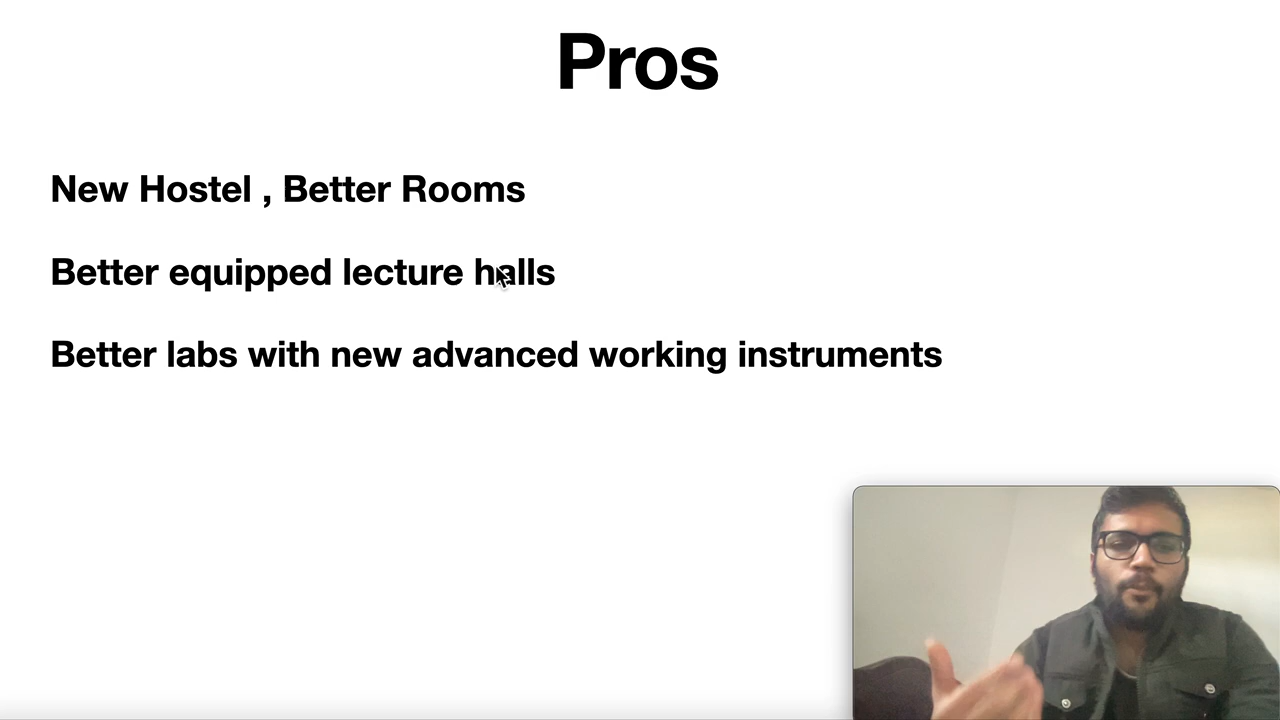 Pros
New Hostel , Better Rooms
Better equipped lecture halls
Better labs with new advanced working instruments